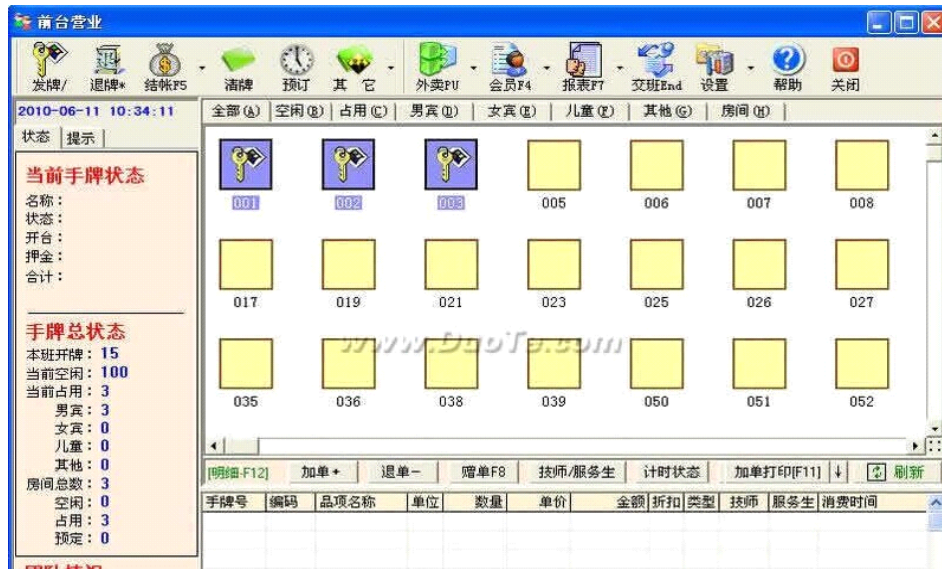 前台营业
发牌/ 退牌* 结帐F5 清牌 预订 其 它 外卖PU 会员F4 报表F7 交班End 设置 帮助 关闭
2010-06-11 10:34:11
全部(A) 空闲(B) 占用(C) 男宾(D) 女宾(E) 儿童(F) 其他(G) 房间(H)
状态 提示
当前手牌状态
名称：
状态：
开台：
押金：
合计：
手牌总状态
本班开牌：15
当前空闲：100
当前占用：3
男宾：3
女宾：0
儿童：0
其他：0
房间总数：3
空闲：0
占用：3
预定：0
001 002 003 005 006 007 008
017 019 021 023 025 026 027
www.DuoTe.com
035 036 038 039 050 051 052
[明细-F12] 加单+ 退单- 赠单F8 技师/服务生 计时状态 加单打印[F11] ↓ 刷新
手牌号 编码 品项名称 单位 数量 单价 金额 折扣 类型 技师 服务生 消费时间